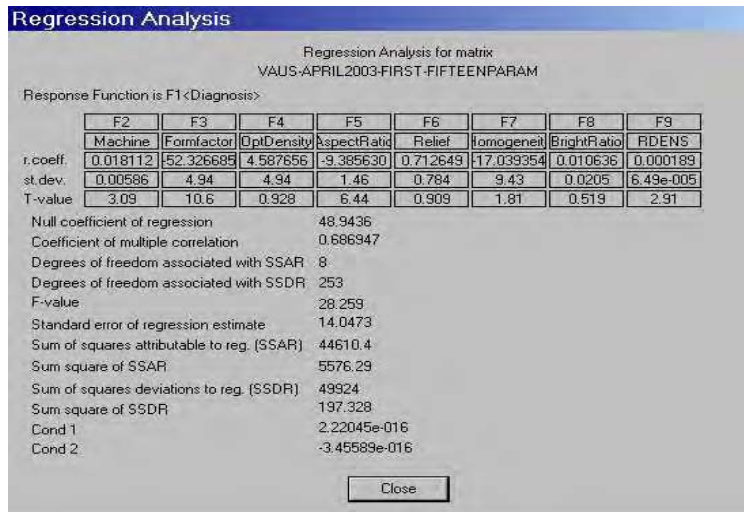 Regression Analysis
Regression Analysis for matrix
VAUS-APRIL2003-FIRST-FIFTEENPARAM
Response Function is F1<Diagnosis>
F2 F3 F4 F5 F6 F7 F8 F9
Machine Formfactor OptDensity AspectRatio Relief Homogeneit BrightRatio RDENS
r.coeff. 0.018112 -52.326685 4.587656 -9.385630 0.712649 -17.039354 0.010636 0.000189
st.dev. 0.00586 4.94 4.94 1.46 0.784 9.43 0.0205 6.49e-005
T-value 3.09 10.6 0.928 6.44 0.909 1.81 0.519 2.91
Null coefficient of regression 48.9436
Coefficient of multiple correlation 0.686947
Degrees of freedom associated with SSAR 8
Degrees of freedom associated with SSDR 253
F-value 28.259
Standard error of regression estimate 14.0473
Sum of squares attributable to reg. (SSAR) 44610.4
Sum square of SSAR 5576.29
Sum of squares deviations to reg. (SSDR) 49924
Sum square of SSDR 197.328
Cond 1 2.22045e-016
Cond 2 -3.45589e-016
Close